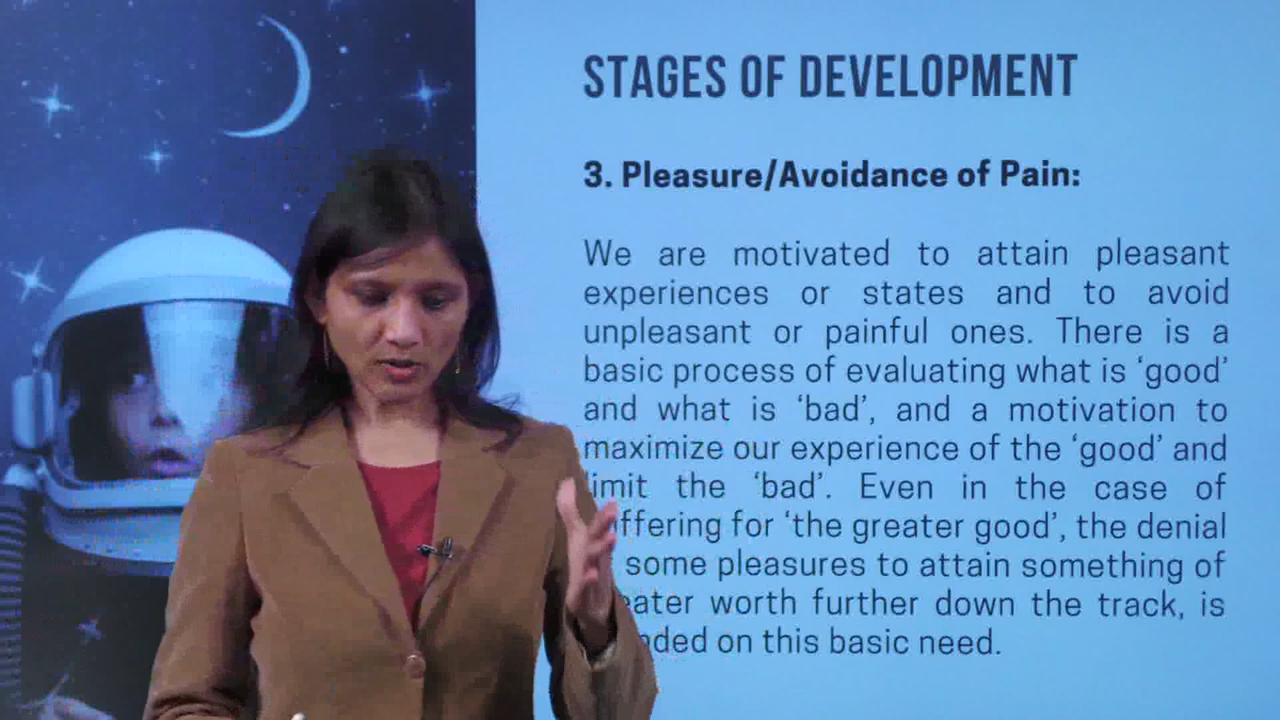 STAGES OF DEVELOPMENT
3. Pleasure/Avoidance of Pain:
We are motivated to attain pleasant
experiences or states and to avoid
unpleasant or painful ones. There is a
basic process of evaluating what is ‘good’
and what is ‘bad’, and a motivation to
maximize our experience of the ‘good’ and
limit the ‘bad’. Even in the case of
for ‘the greater good’, the denial
some pleasures to attain something of
worth further down the track, is
on this basic need.